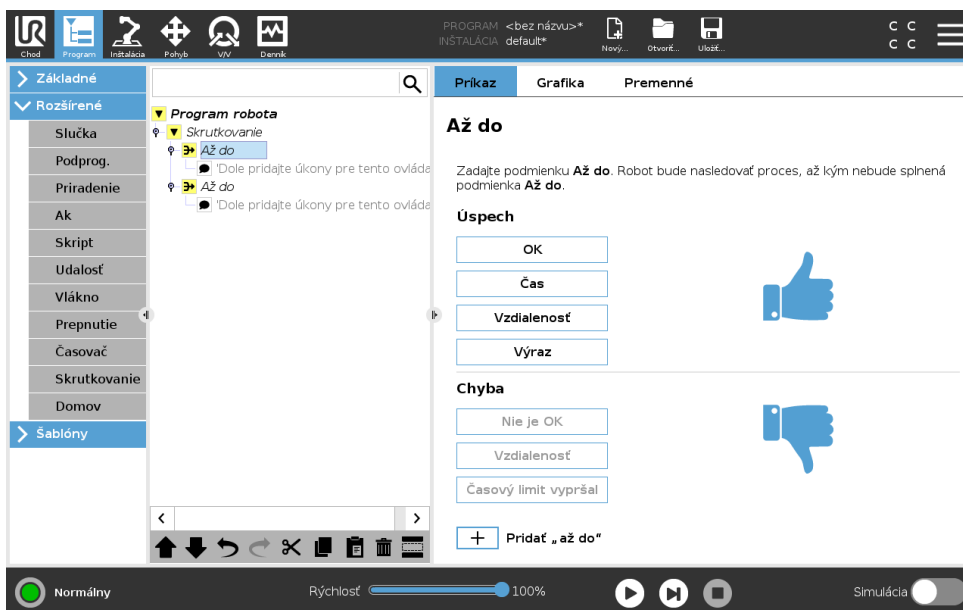 PROGRAM <bez názvu>*
INŠTALÁCIA default*
Chod
Program
Inštalácia
Pohyb
V/V
Denník
Nový...
Otvoriť...
Uložiť...
C C
C C
Základné
Rozšírené
Slučka
Podprog.
Priradenie
Ak
Skript
Udalosť
Vlákno
Prepnutie
Časovač
Skrutkovanie
Domov
Šablóny
Program robota
Skrutkovanie
Až do
'Dole pridajte úkony pre tento ovláda
Až do
'Dole pridajte úkony pre tento ovláda
Príkaz
Grafika
Premenné
Až do
Zadajte podmienku Až do. Robot bude nasledovať proces, až kým nebude splnená
podmienka Až do.
Úspech
OK
Čas
Vzdialenosť
Výraz
Chyba
Nie je OK
Vzdialenosť
Časový limit vypršal
Pridať „až do“
Normálny
Rýchlosť
100%
Simulácia